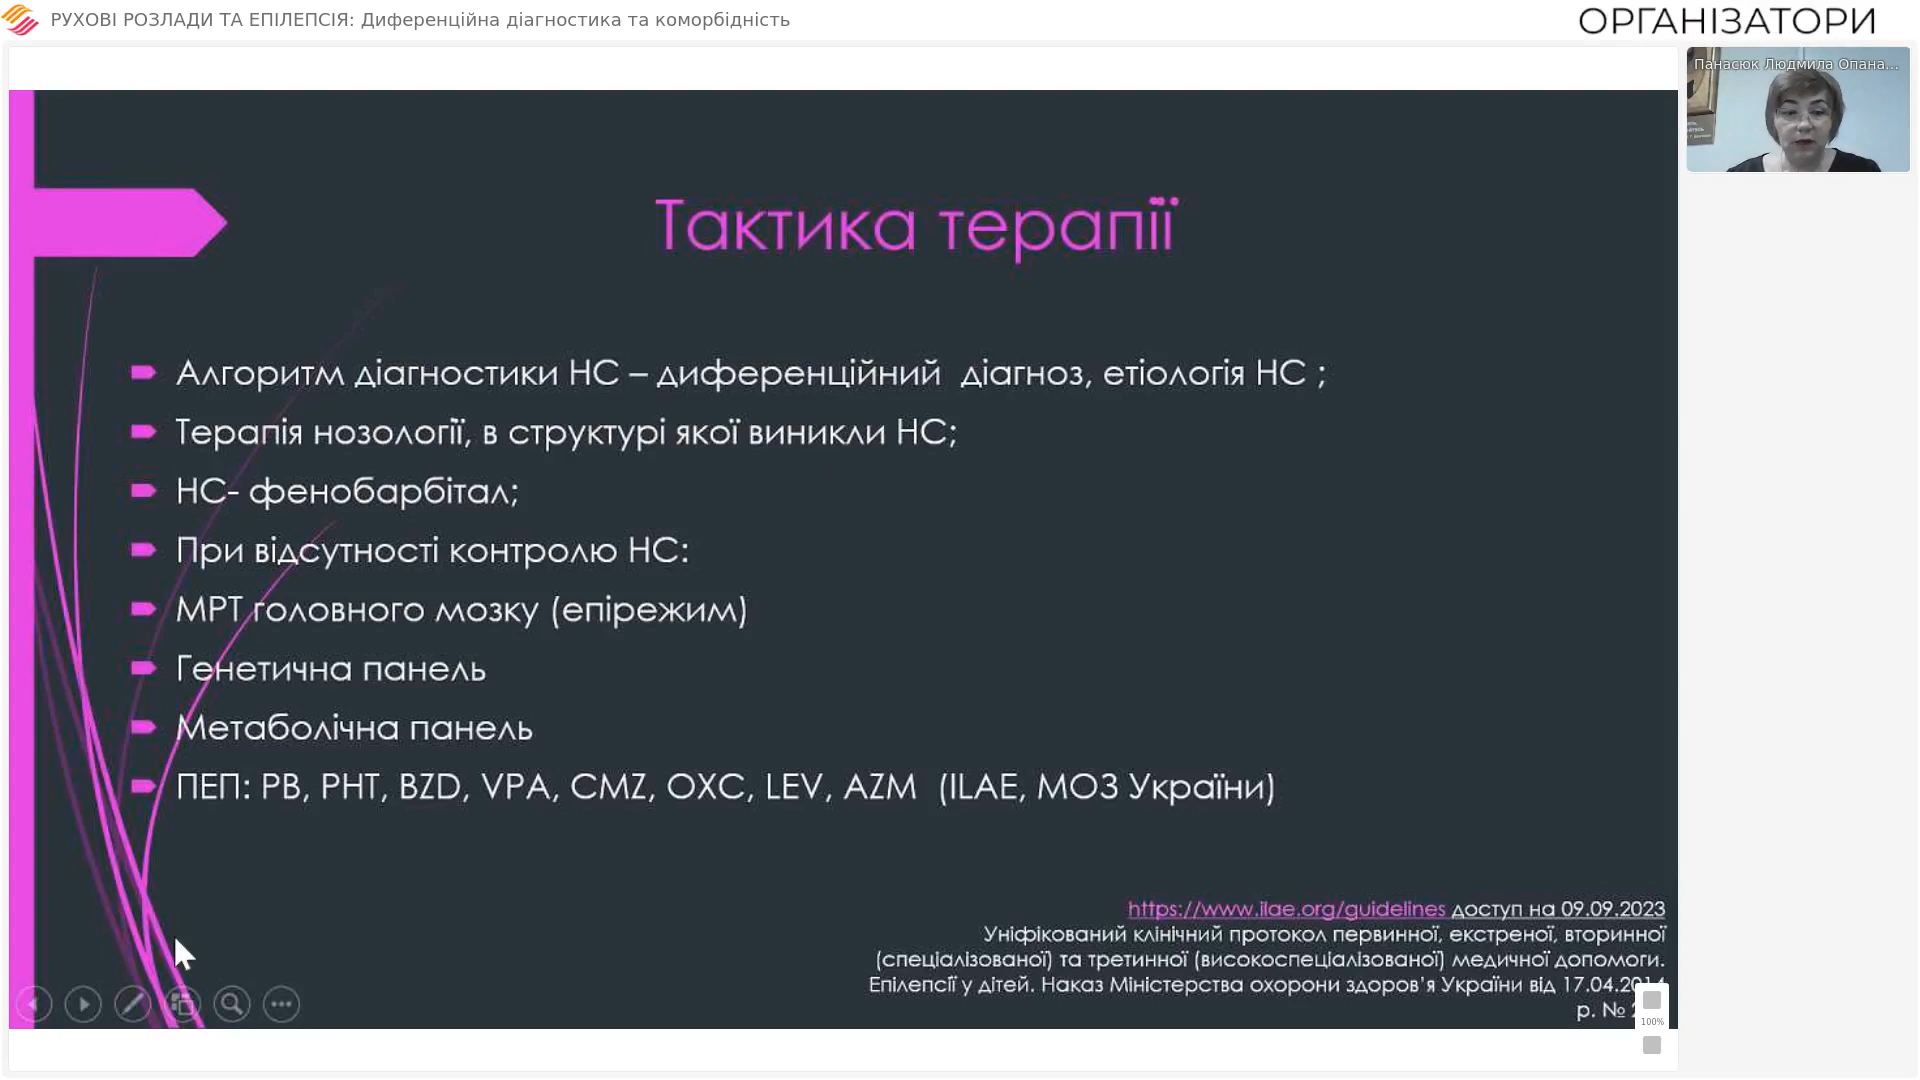 РУХОВІ РОЗЛАДИ ТА ЕПІЛЕПСІЯ: Диференційна діагностика та коморбідність
ОРГАНІЗАТОРИ
Панасюк Людмила Опана...
Тактика терапії
Алгоритм діагностики НС – диференційний діагноз, етіологія НС ;
Терапія нозології, в структурі якої виникли НС;
НС- фенобарбітал;
При відсутності контролю НС:
МРТ головного мозку (епірежим)
Генетична панель
Метаболічна панель
ПЕП: PB, PHT, BZD, VPA, CMZ, OXC, LEV, AZM (ILAE, МОЗ України)
https://www.ilae.org/guidelines доступ на 09.09.2023
Уніфікований клінічний протокол первинної, екстреної, вторинної
(спеціалізованої) та третинної (високоспеціалізованої) медичної допомоги.
Епілепсії у дітей. Наказ Міністерства охорони здоров’я України від 17.04.2014
р. №
100%